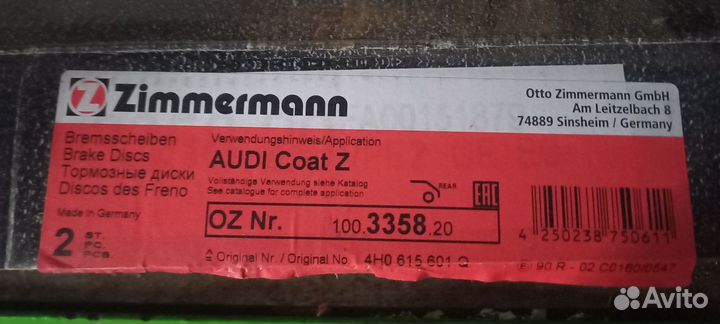 Zimmermann
Otto Zimmermann GmbH
Am Leitzelbach 8
74889 Sinsheim / Germany
Bremsscheiben
Brake Discs
Тормозные диски
Discos des Freno
Made in Germany
2 ST.
PC.
PCS.
Verwendungshinweis/Application
AUDI Coat Z
Vollständige Verwendung siehe Katalog
See catalogue for complete application
REAR
EAC
OZ Nr. 100.3358.20
≙ Original Nr. / Original No. 4H0 615 601 Q
4 250238 750611
E1 90 R - 02 C0160/0547
Avito